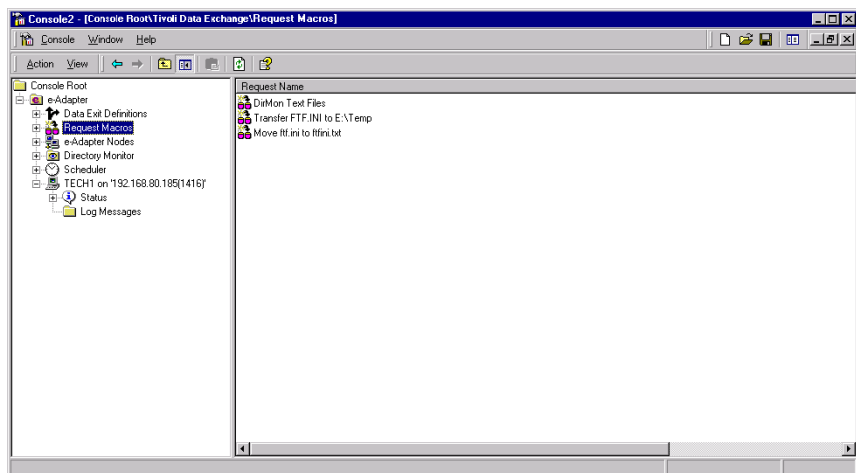 Console2 - [Console Root\Tivoli Data Exchange\Request Macros]
Console Window Help
Action View
Console Root
e-Adapter
Data Exit Definitions
Request Macros
e-Adapter Nodes
Directory Monitor
Scheduler
TECH1 on '192.168.80.185(1416)'
Status
Log Messages
Request Name
DirMon Text Files
Transfer FTF.INI to E:\Temp
Move ftf.ini to ftfini.txt